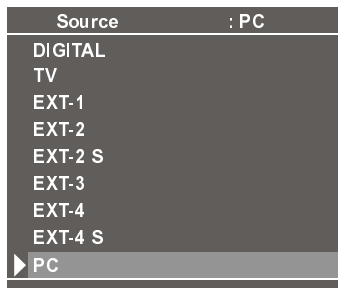 Source : PC
DIGITAL
TV
EXT-1
EXT-2
EXT-2 S
EXT-3
EXT-4
EXT-4 S
PC